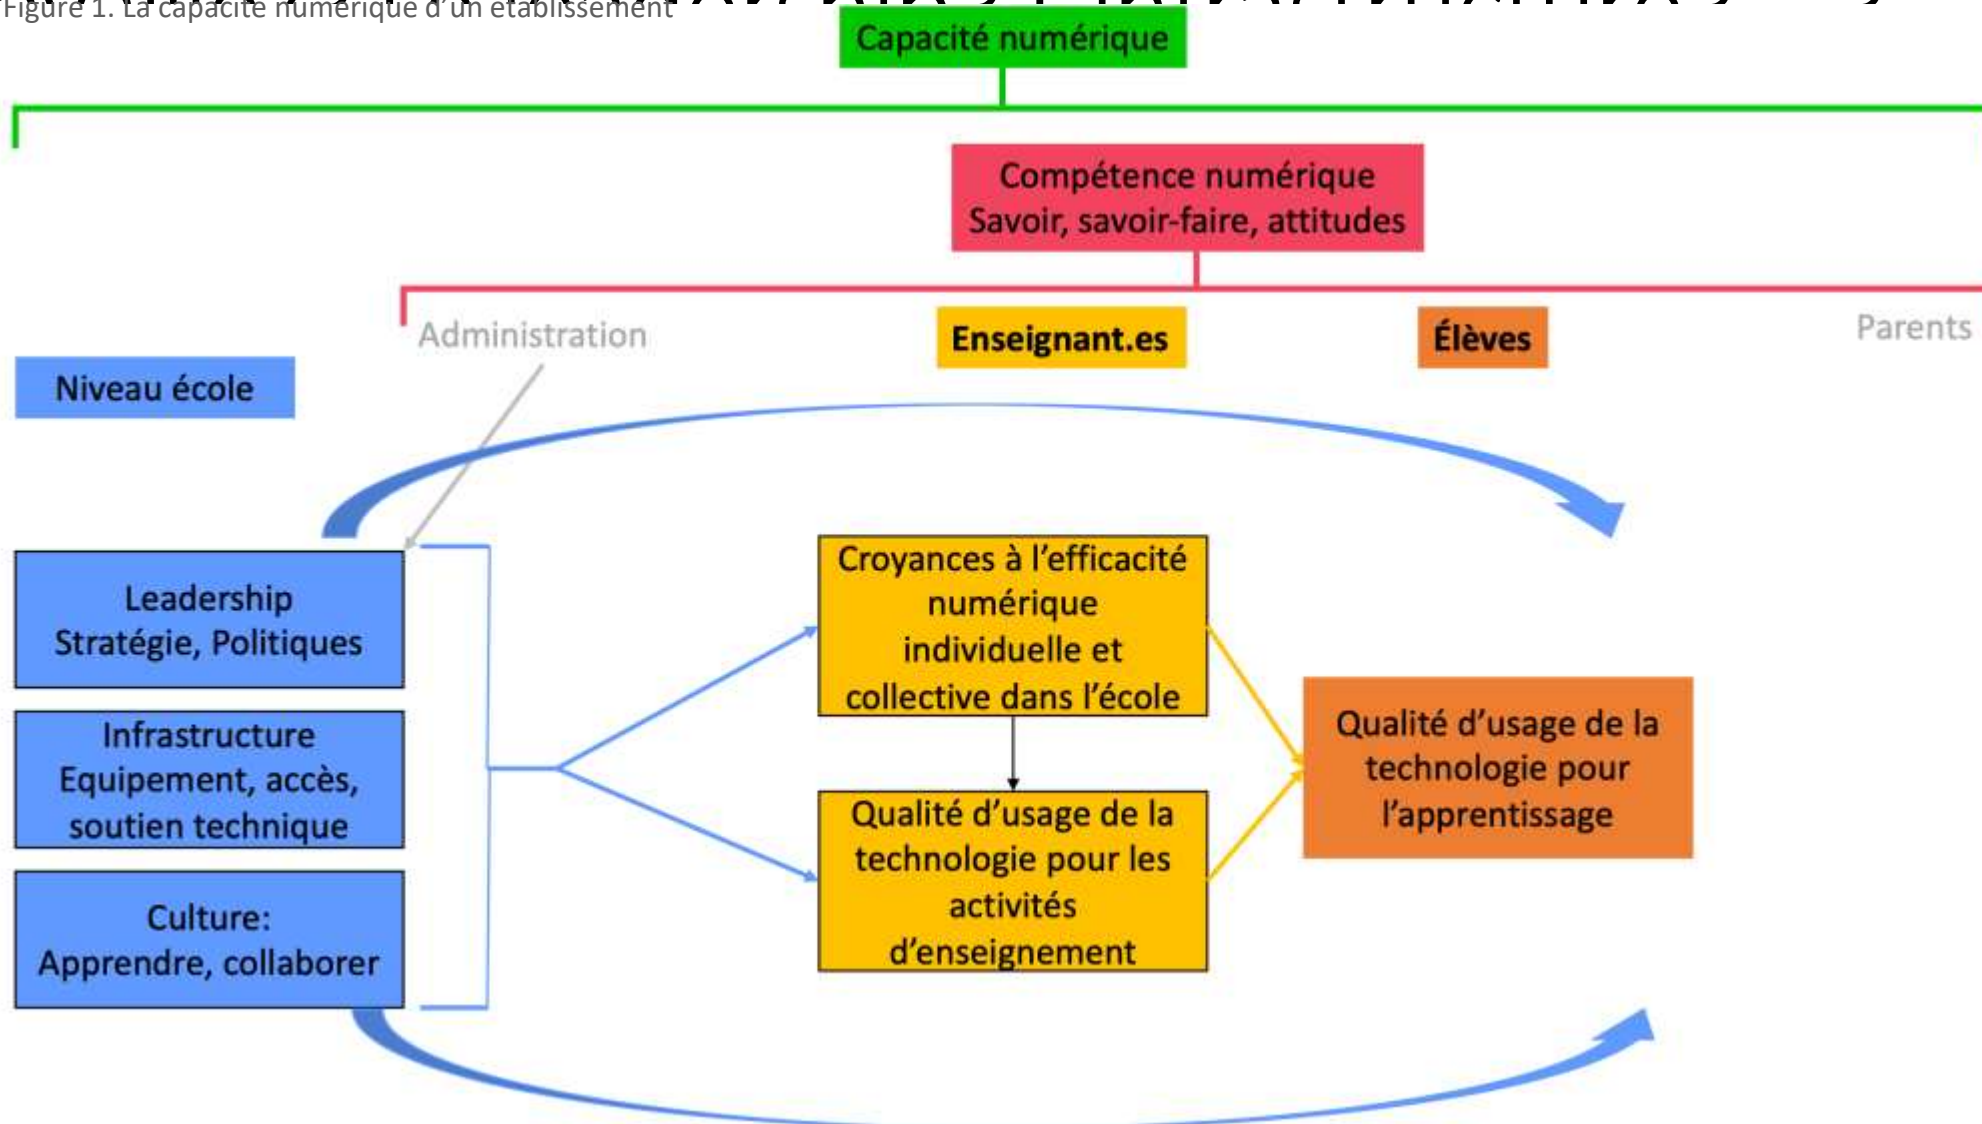 Figure 1. La capacité numérique d'un établissement
Capacité numérique
Compétence numérique
Savoir, savoir-faire, attitudes
Administration
Enseignant.es
Élèves
Parents
Niveau école
Leadership
Stratégie, Politiques
Infrastructure
Equipement, accès,
soutien technique
Culture:
Apprendre, collaborer
Croyances à l'efficacité
numérique
individuelle et
collective dans l'école
Qualité d'usage de la
technologie pour les
activités
d'enseignement
Qualité d'usage de la
technologie pour
l'apprentissage